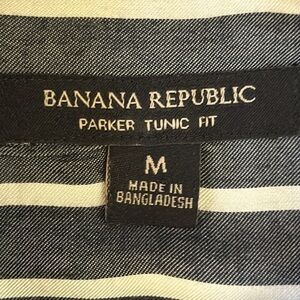 BANANA REPUBLIC
PARKER TUNIC FIT
M
MADE IN
BANGLADESH